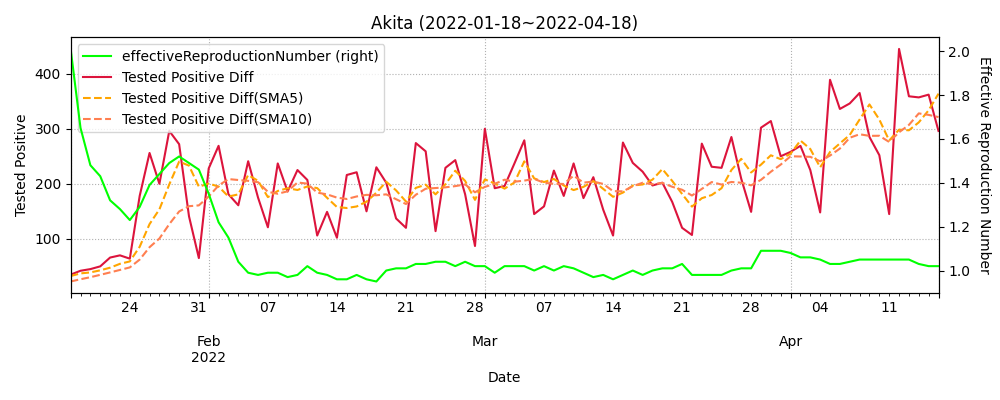 Akita (2022-01-18~2022-04-18)
effectiveReproductionNumber (right)
Tested Positive Diff
Tested Positive Diff(SMA5)
Tested Positive Diff(SMA10)
Tested Positive
400
300
200
100
2.0
1.8
1.6
1.4
1.2
1.0
Effective Reproduction Number
24 31 07 14 21 28 07 14 21 28 04 11
Feb Mar Apr
2022
Date